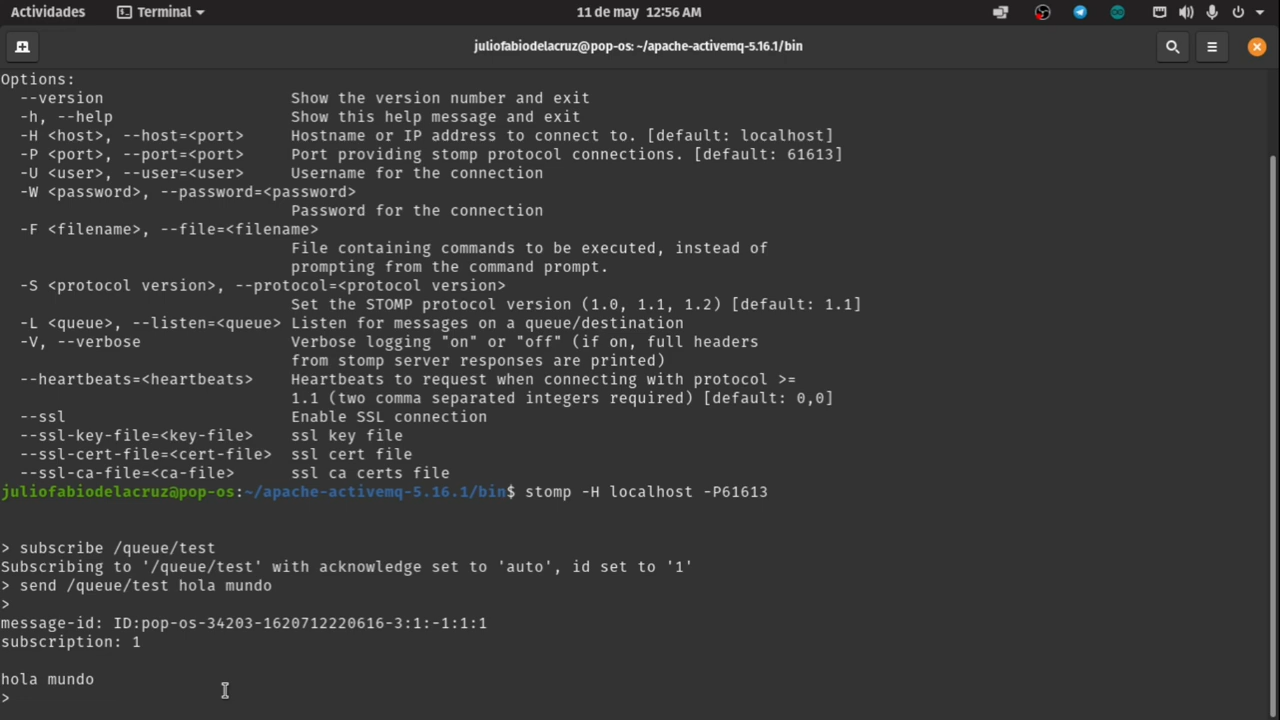 Actividades
Terminal
11 de may 12:56 AM
juliofabiodelacruz@pop-os: ~/apache-activemq-5.16.1/bin
Options:
--version Show the version number and exit
-h, --help Show this help message and exit
-H <host>, --host=<port> Hostname or IP address to connect to. [default: localhost]
-P <port>, --port=<port> Port providing stomp protocol connections. [default: 61613]
-U <user>, --user=<user> Username for the connection
-W <password>, --password=<password>
Password for the connection
-F <filename>, --file=<filename>
File containing commands to be executed, instead of
prompting from the command prompt.
-S <protocol version>, --protocol=<protocol version>
Set the STOMP protocol version (1.0, 1.1, 1.2) [default: 1.1]
-L <queue>, --listen=<queue> Listen for messages on a queue/destination
-V, --verbose Verbose logging "on" or "off" (if on, full headers
from stomp server responses are printed)
--heartbeats=<heartbeats> Heartbeats to request when connecting with protocol >=
1.1 (two comma separated integers required) [default: 0,0]
--ssl Enable SSL connection
--ssl-key-file=<key-file> ssl key file
--ssl-cert-file=<cert-file> ssl cert file
--ssl-ca-file=<ca-file> ssl ca certs file
juliofabiodelacruz@pop-os:~/apache-activemq-5.16.1/bin$ stomp -H localhost -P61613
> subscribe /queue/test
Subscribing to '/queue/test' with acknowledge set to 'auto', id set to '1'
> send /queue/test hola mundo
>
message-id: ID:pop-os-34203-1620712220616-3:1:-1:1:1
subscription: 1
hola mundo
>